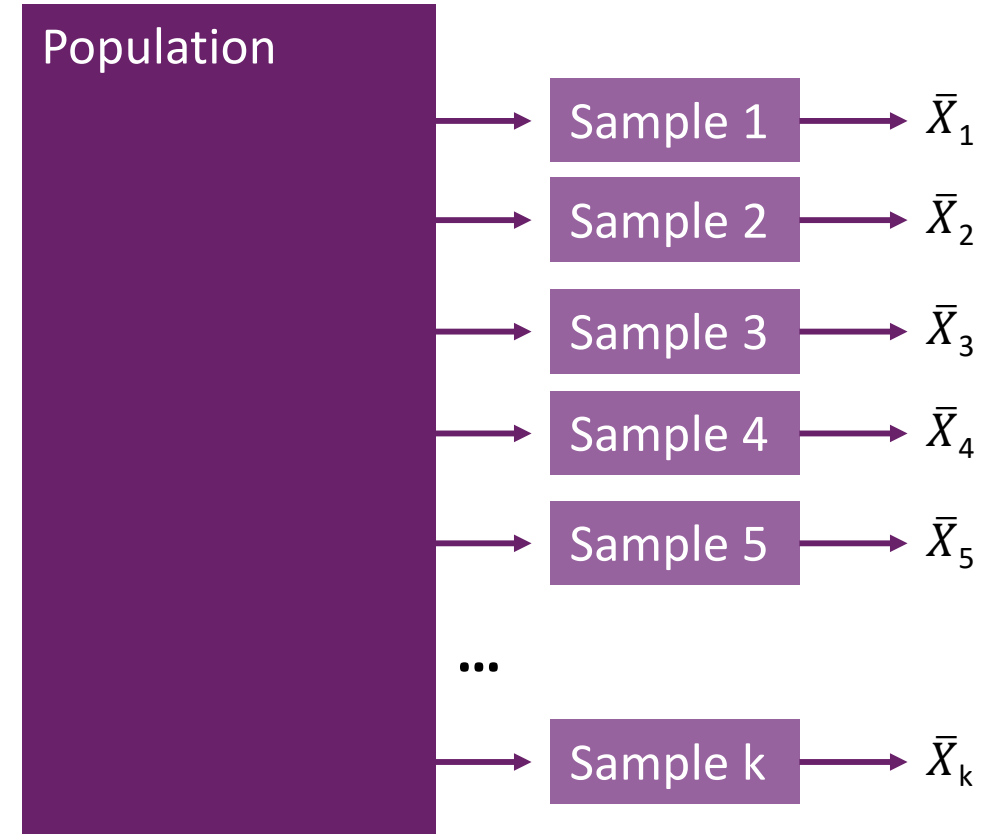 Population
Sample 1 X̄₁
Sample 2 X̄₂
Sample 3 X̄₃
Sample 4 X̄₄
Sample 5 X̄₅
...
Sample k X̄ₖ